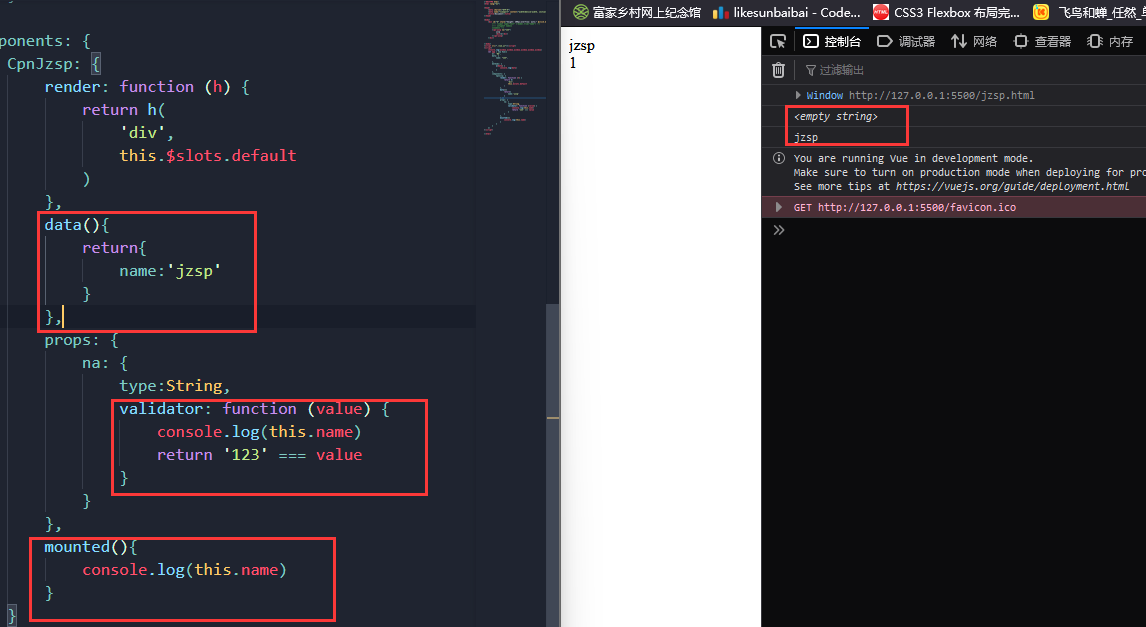 ponents: {
CpnJzsp: {
render: function (h) {
return h(
'div',
this.$slots.default
)
},
data(){
return{
name:'jzsp'
}
},
props: {
na: {
type:String,
validator: function (value) {
console.log(this.name)
return '123' === value
}
}
},
mounted(){
console.log(this.name)
}
}
富家乡村网上纪念馆
likesunbaibai - Code...
CSS3 Flexbox 布局完...
飞鸟和蝉_任然_
jzsp
1
控制台
调试器
网络
查看器
内存
过滤输出
Window http://127.0.0.1:5500/jzsp.html
<empty string>
jzsp
You are running Vue in development mode.
Make sure to turn on production mode when deploying for pro
See more tips at https://vuejs.org/guide/deployment.html
GET http://127.0.0.1:5500/favicon.ico